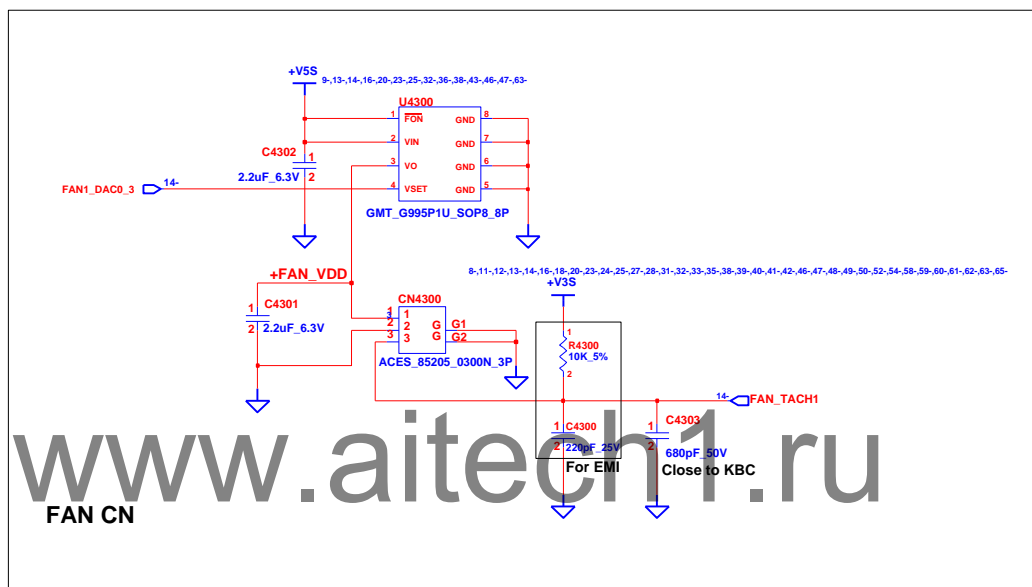 +V5S
9-,13-,14-,16-,20-,23-,25-,32-,36-,38-,43-,46-,47-,63-
U4300
1 FON GND 8
2 VIN GND 7
3 VO GND 6
4 VSET GND 5
GMT_G995P1U_SOP8_8P
C4302
1
2
2.2uF_6.3V
FAN1_DAC0_3
14-
+FAN_VDD
C4301
1
2
2.2uF_6.3V
CN4300
1 1
2 2
3 3
3
G G1
G G2
ACES_85205_0300N_3P
8-,11-,12-,13-,14-,16-,18-,20-,23-,24-,25-,27-,28-,31-,32-,33-,35-,38-,39-,40-,41-,42-,46-,47-,48-,49-,50-,52-,54-,58-,59-,60-,61-,62-,63-,65-
+V3S
1
R4300
10K_5%
2
14-
FAN_TACH1
C4300
1
2
220pF_25V
For EMI
C4303
1
2
680pF_50V
Close to KBC
www.aitech1.ru
FAN CN